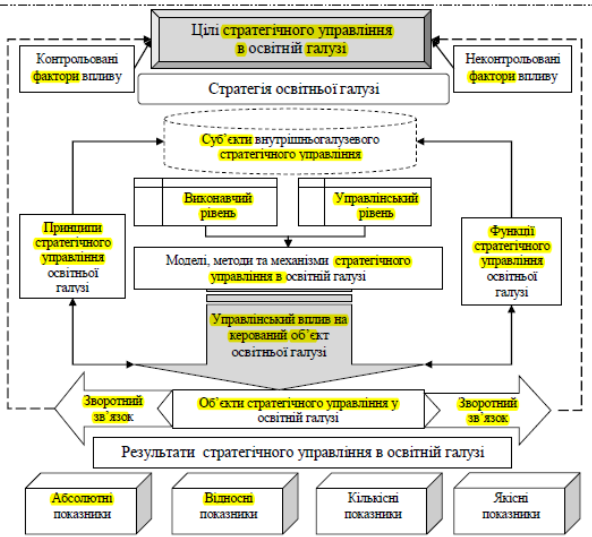 Цілі стратегічного управління
в освітній галузі
Контрольовані
фактори впливу
Неконтрольовані
фактори впливу
Стратегія освітньої галузі
Суб’єкти внутрішньогалузевого
стратегічного управління
Виконавчий
рівень
Управлінський
рівень
Принципи
стратегічного
управління
освітньої
галузі
Функції
стратегічного
управління
освітньої
галузі
Моделі, методи та механізми стратегічного
управління в освітній галузі
Управлінський вплив на
керований об’єкт
освітньої галузі
Зворотний
зв’язок
Об’єкти стратегічного управління у
освітній галузі
Зворотний
зв’язок
Результати стратегічного управління в освітній галузі
Абсолютні
показники
Відносні
показники
Кількісні
показники
Якісні
показники